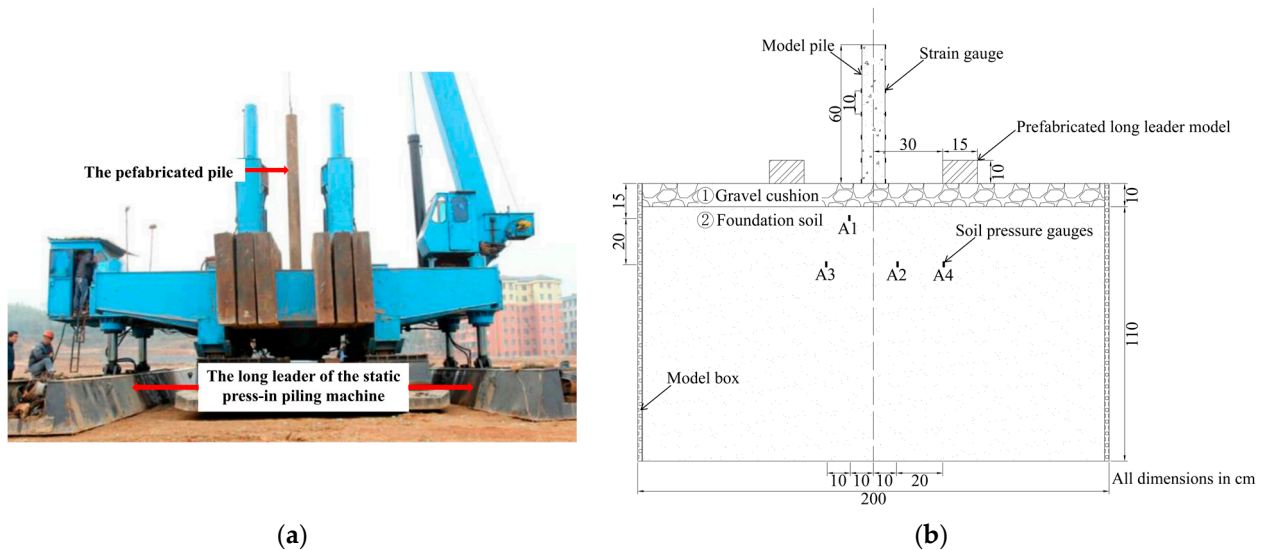 The pefabricated pile
The long leader of the static
press-in piling machine
(a)
Model pile
Strain gauge
60
10
30
15
Prefabricated long leader model
10
15
① Gravel cushion
10
② Foundation soil
20
A1
Soil pressure gauges
A3
A2
A4
110
Model box
10
10
10
20
All dimensions in cm
200
(b)